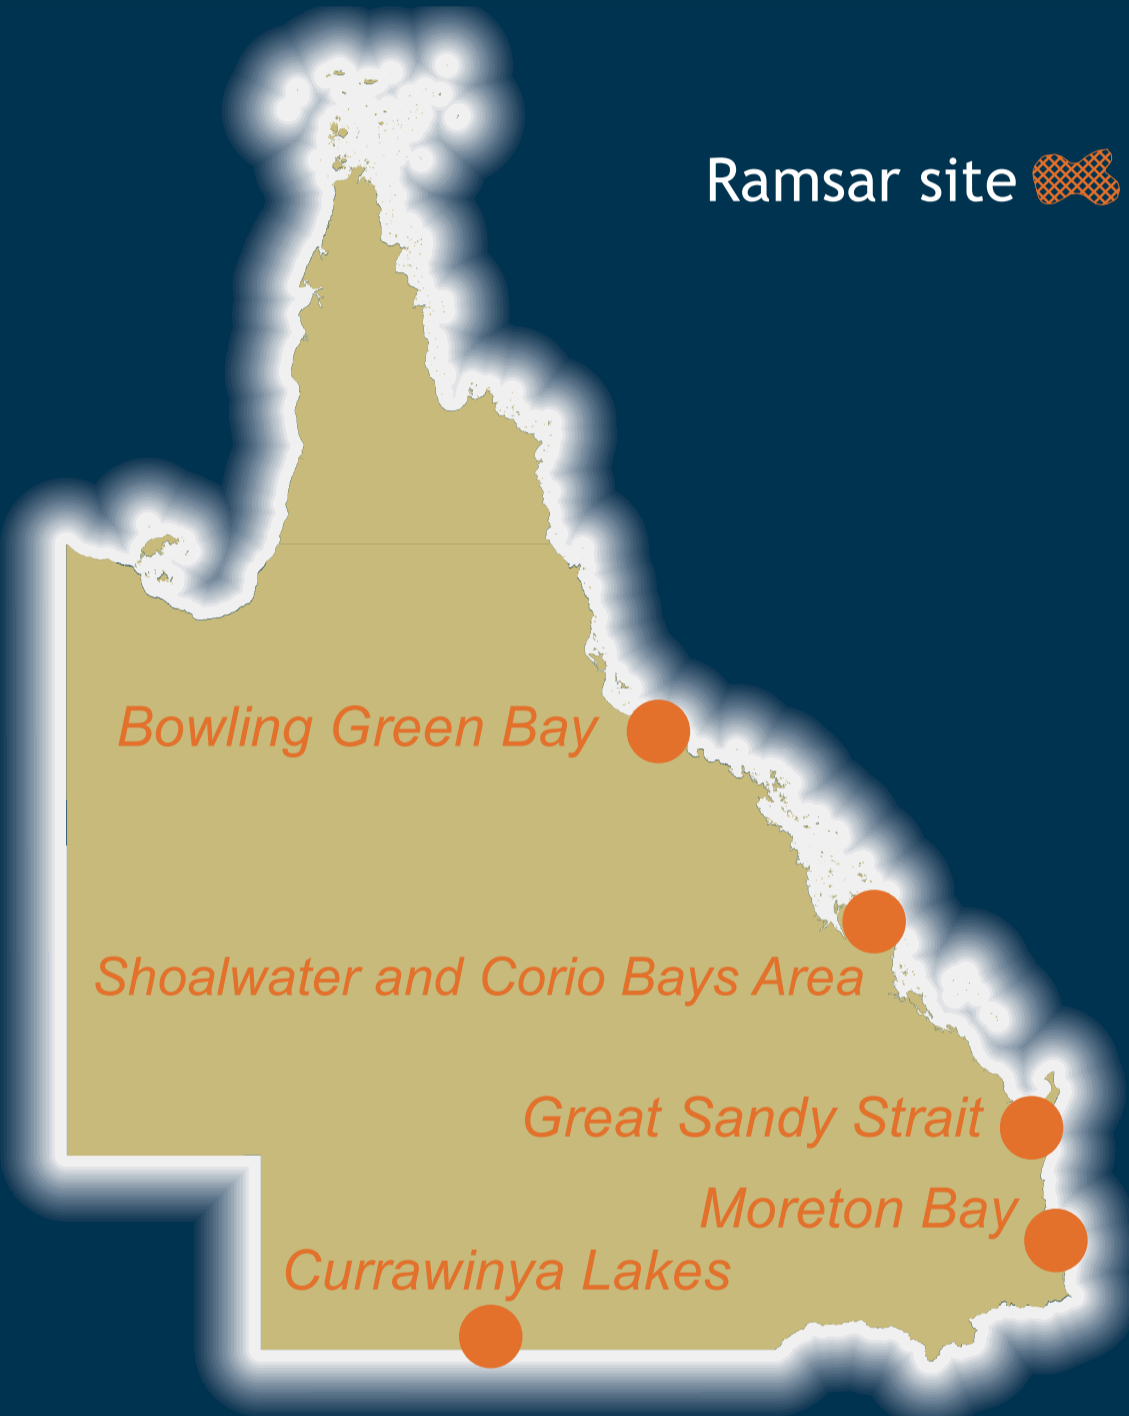 Ramsar site
Bowling Green Bay
Shoalwater and Corio Bays Area
Great Sandy Strait
Moreton Bay
Currawinya Lakes